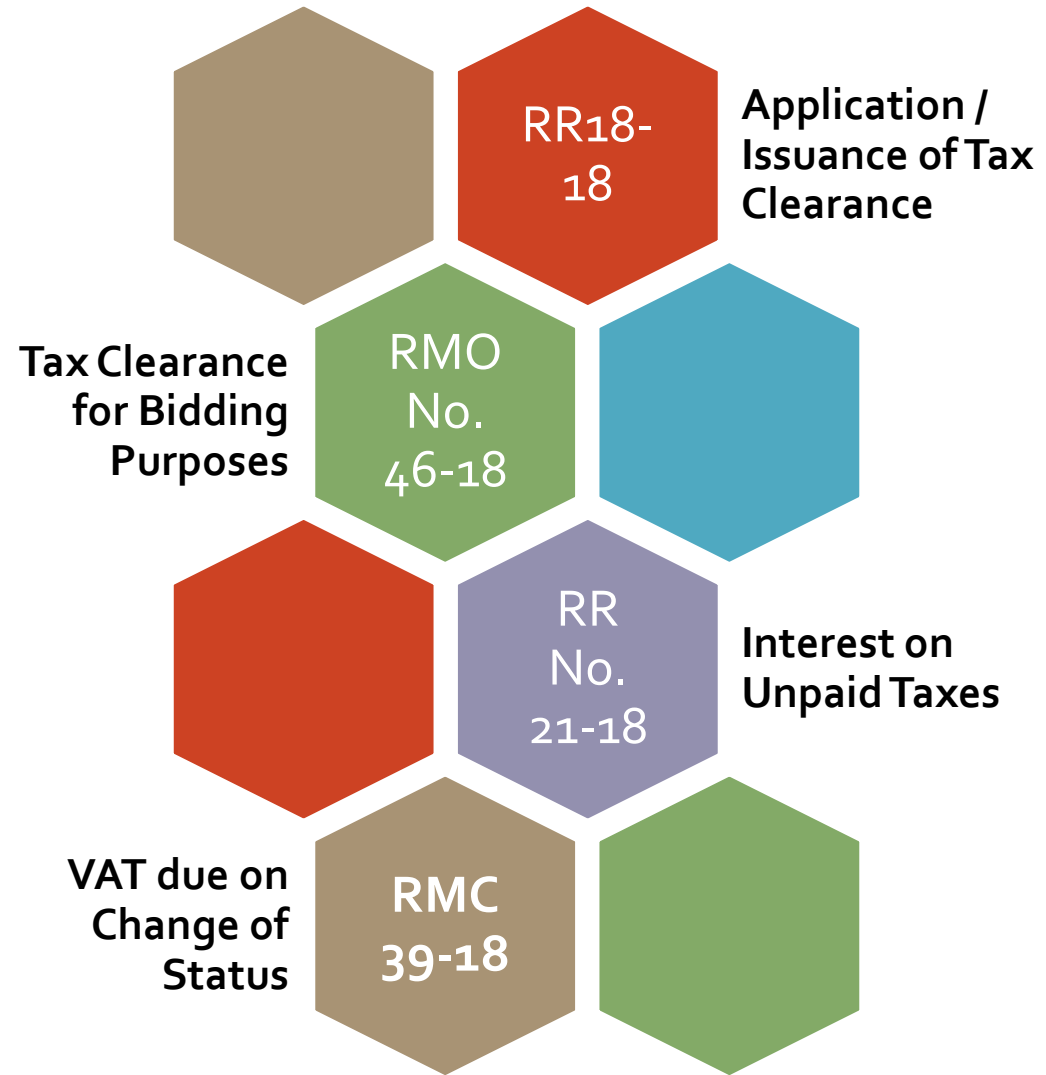 RR18-
18
Application /
Issuance of Tax
Clearance
Tax Clearance
for Bidding
Purposes
RMO
No.
46-18
RR
No.
21-18
Interest on
Unpaid Taxes
VAT due on
Change of
Status
RMC
39-18